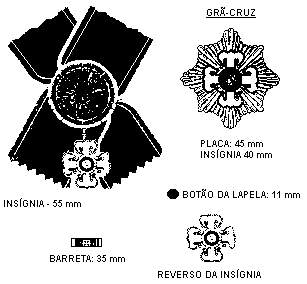 GRÃ-CRUZ
PLACA: 45 mm
INSÍGNIA 40 mm
INSÍGNIA - 55 mm
BOTÃO DA LAPELA: 11 mm
BARRETA: 35 mm
REVERSO DA INSÍGNIA